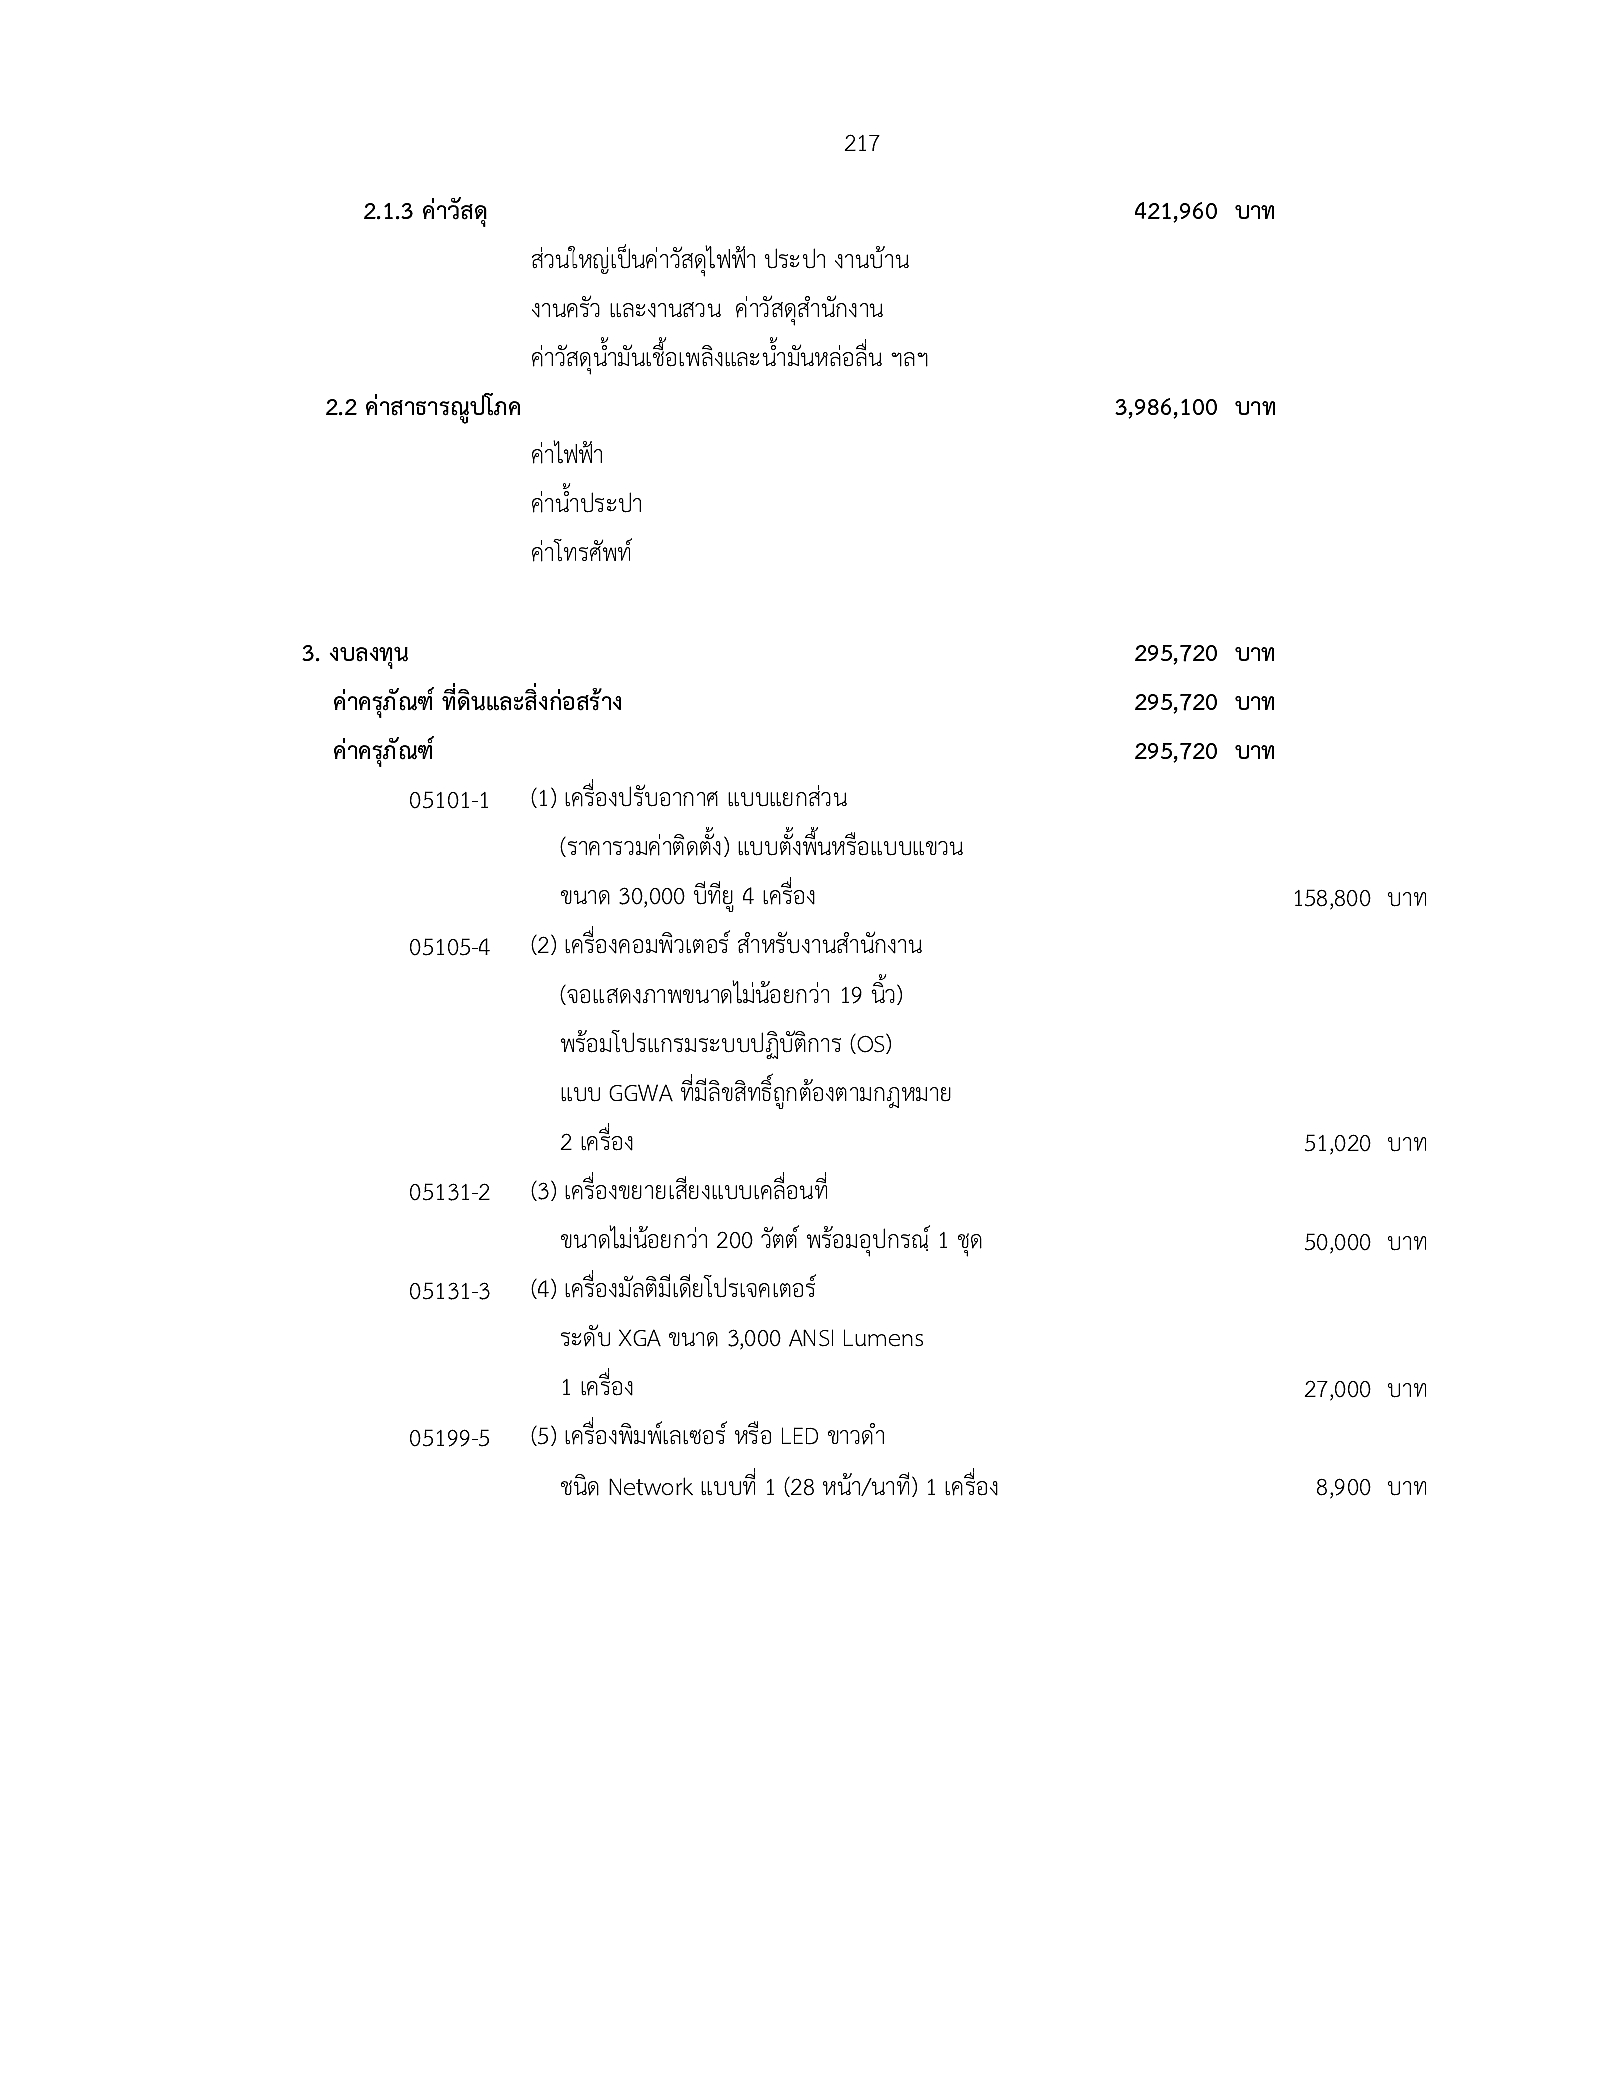 217
2.1.3 ค่าวัสดุ 421,960 บาท
ส่วนใหญ่เป็นค่าวัสดุไฟฟ้า ประปา งานบ้าน
งานครัว และงานสวน ค่าวัสดุสำนักงาน
ค่าวัสดุน้ำมันเชื้อเพลิงและน้ำมันหล่อลื่น ฯลฯ
2.2 ค่าสาธารณูปโภค 3,986,100 บาท
ค่าไฟฟ้า
ค่าน้ำประปา
ค่าโทรศัพท์
3. งบลงทุน 295,720 บาท
ค่าครุภัณฑ์ ที่ดินและสิ่งก่อสร้าง 295,720 บาท
ค่าครุภัณฑ์ 295,720 บาท
05101-1 (1) เครื่องปรับอากาศ แบบแยกส่วน
(ราคารวมค่าติดตั้ง) แบบตั้งพื้นหรือแบบแขวน
ขนาด 30,000 บีทียู 4 เครื่อง 158,800 บาท
05105-4 (2) เครื่องคอมพิวเตอร์ สำหรับงานสำนักงาน
(จอแสดงภาพขนาดไม่น้อยกว่า 19 นิ้ว)
พร้อมโปรแกรมระบบปฏิบัติการ (OS)
แบบ GGWA ที่มีลิขสิทธิ์ถูกต้องตามกฎหมาย
2 เครื่อง 51,020 บาท
05131-2 (3) เครื่องขยายเสียงแบบเคลื่อนที่
ขนาดไม่น้อยกว่า 200 วัตต์ พร้อมอุปกรณ์ 1 ชุด 50,000 บาท
05131-3 (4) เครื่องมัลติมีเดียโปรเจคเตอร์
ระดับ XGA ขนาด 3,000 ANSI Lumens
1 เครื่อง 27,000 บาท
05199-5 (5) เครื่องพิมพ์เลเซอร์ หรือ LED ขาวดำ
ชนิด Network แบบที่ 1 (28 หน้า/นาที) 1 เครื่อง 8,900 บาท